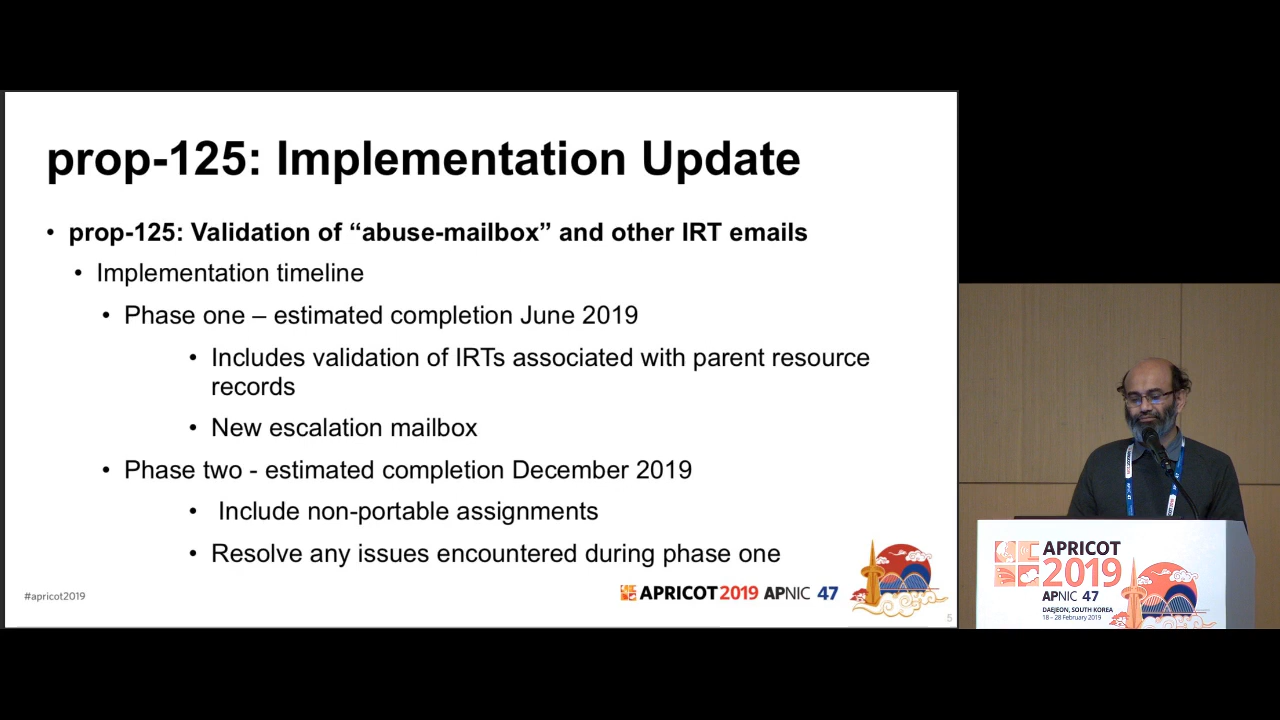 prop-125: Implementation Update
• prop-125: Validation of “abuse-mailbox” and other IRT emails
• Implementation timeline
• Phase one – estimated completion June 2019
• Includes validation of IRTs associated with parent resource
records
• New escalation mailbox
• Phase two - estimated completion December 2019
• Include non-portable assignments
• Resolve any issues encountered during phase one
#apricot2019
APRICOT 2019 APNIC 47
5
APRICOT
2019
APNIC 47
DAEJEON, SOUTH KOREA
18 – 28 February 2019